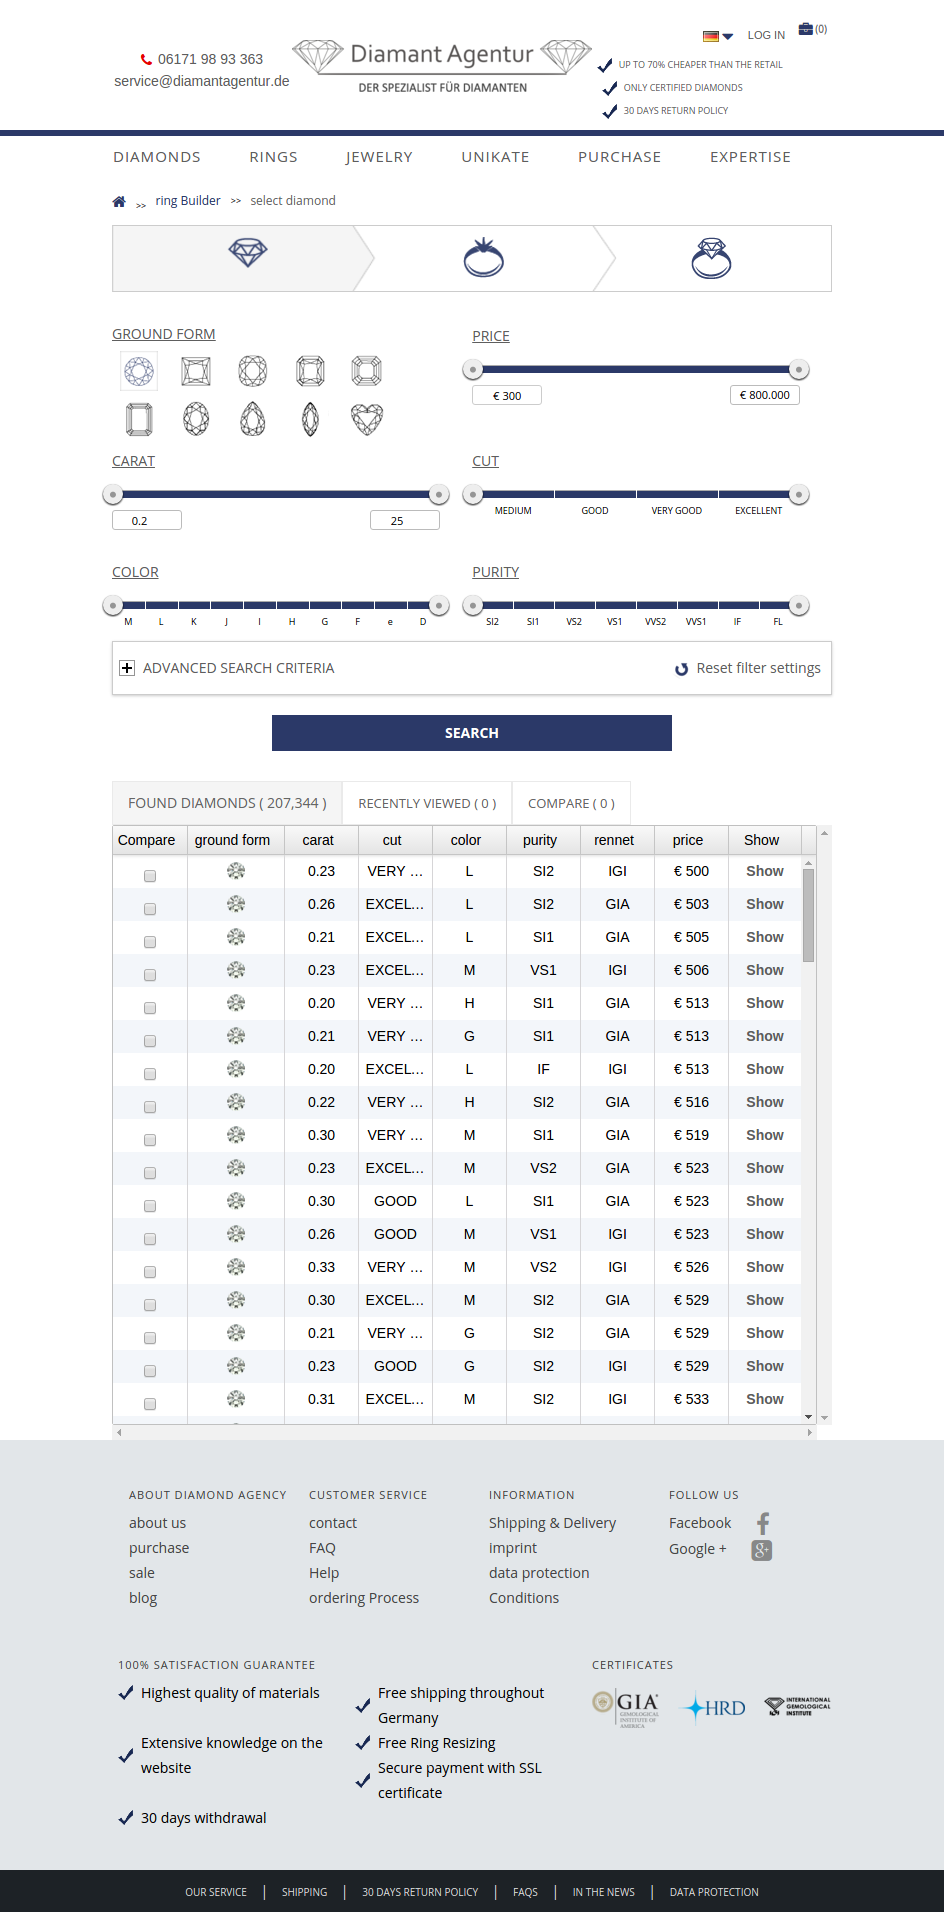 06171 98 93 363
service@diamantagentur.de
Diamant Agentur
DER SPEZIALIST FÜR DIAMANTEN
LOG IN
(0)
UP TO 70% CHEAPER THAN THE RETAIL
ONLY CERTIFIED DIAMONDS
30 DAYS RETURN POLICY
DIAMONDS RINGS JEWELRY UNIKATE PURCHASE EXPERTISE
>> ring Builder >> select diamond
GROUND FORM
PRICE
€ 300 € 800.000
CARAT
0.2 25
CUT
MEDIUM GOOD VERY GOOD EXCELLENT
COLOR
M L K J I H G F e D
PURITY
SI2 SI1 VS2 VS1 VVS2 VVS1 IF FL
ADVANCED SEARCH CRITERIA
Reset filter settings
SEARCH
FOUND DIAMONDS ( 207,344 ) RECENTLY VIEWED ( 0 ) COMPARE ( 0 )
Compare ground form carat cut color purity rennet price Show
0.23 VERY ... L SI2 IGI € 500 Show
0.26 EXCEL... L SI2 GIA € 503 Show
0.21 EXCEL... L SI1 GIA € 505 Show
0.23 EXCEL... M VS1 IGI € 506 Show
0.20 VERY ... H SI1 GIA € 513 Show
0.21 VERY ... G SI1 GIA € 513 Show
0.20 EXCEL... L IF IGI € 513 Show
0.22 VERY ... H SI2 GIA € 516 Show
0.30 VERY ... M SI1 GIA € 519 Show
0.23 EXCEL... M VS2 GIA € 523 Show
0.30 GOOD L SI1 GIA € 523 Show
0.26 GOOD M VS1 IGI € 523 Show
0.33 VERY ... M VS2 IGI € 526 Show
0.30 EXCEL... M SI2 GIA € 529 Show
0.21 VERY ... G SI2 GIA € 529 Show
0.23 GOOD G SI2 IGI € 529 Show
0.31 EXCEL... M SI2 IGI € 533 Show
ABOUT DIAMOND AGENCY
about us
purchase
sale
blog
CUSTOMER SERVICE
contact
FAQ
Help
ordering Process
INFORMATION
Shipping & Delivery
imprint
data protection
Conditions
FOLLOW US
Facebook
Google +
100% SATISFACTION GUARANTEE
Highest quality of materials
Extensive knowledge on the
website
30 days withdrawal
Free shipping throughout
Germany
Free Ring Resizing
Secure payment with SSL
certificate
CERTIFICATES
GIA
GEMOLOGICAL
INSTITUTE OF
AMERICA
HRD
INTERNATIONAL
GEMOLOGICAL
INSTITUTE
OUR SERVICE | SHIPPING | 30 DAYS RETURN POLICY | FAQS | IN THE NEWS | DATA PROTECTION